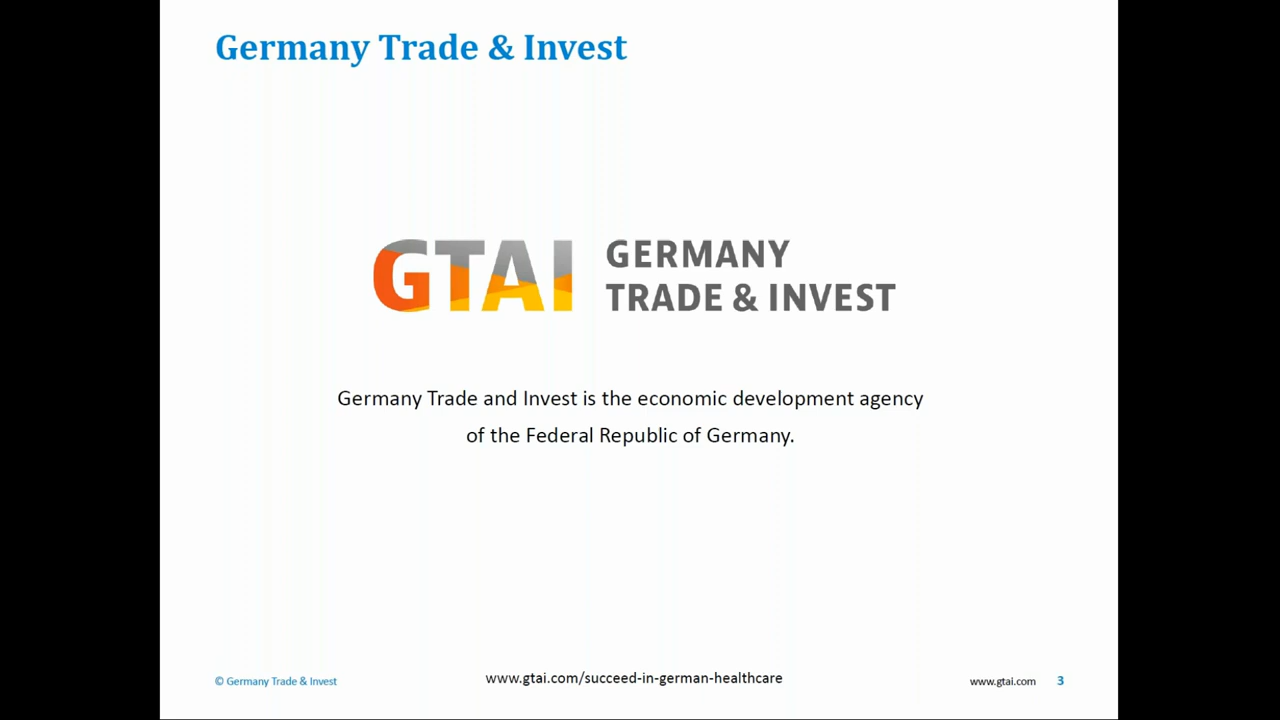 Germany Trade & Invest
GTAI
GERMANY
TRADE & INVEST
Germany Trade and Invest is the economic development agency
of the Federal Republic of Germany.
© Germany Trade & Invest
www.gtai.com/succeed-in-german-healthcare
www.gtai.com
3